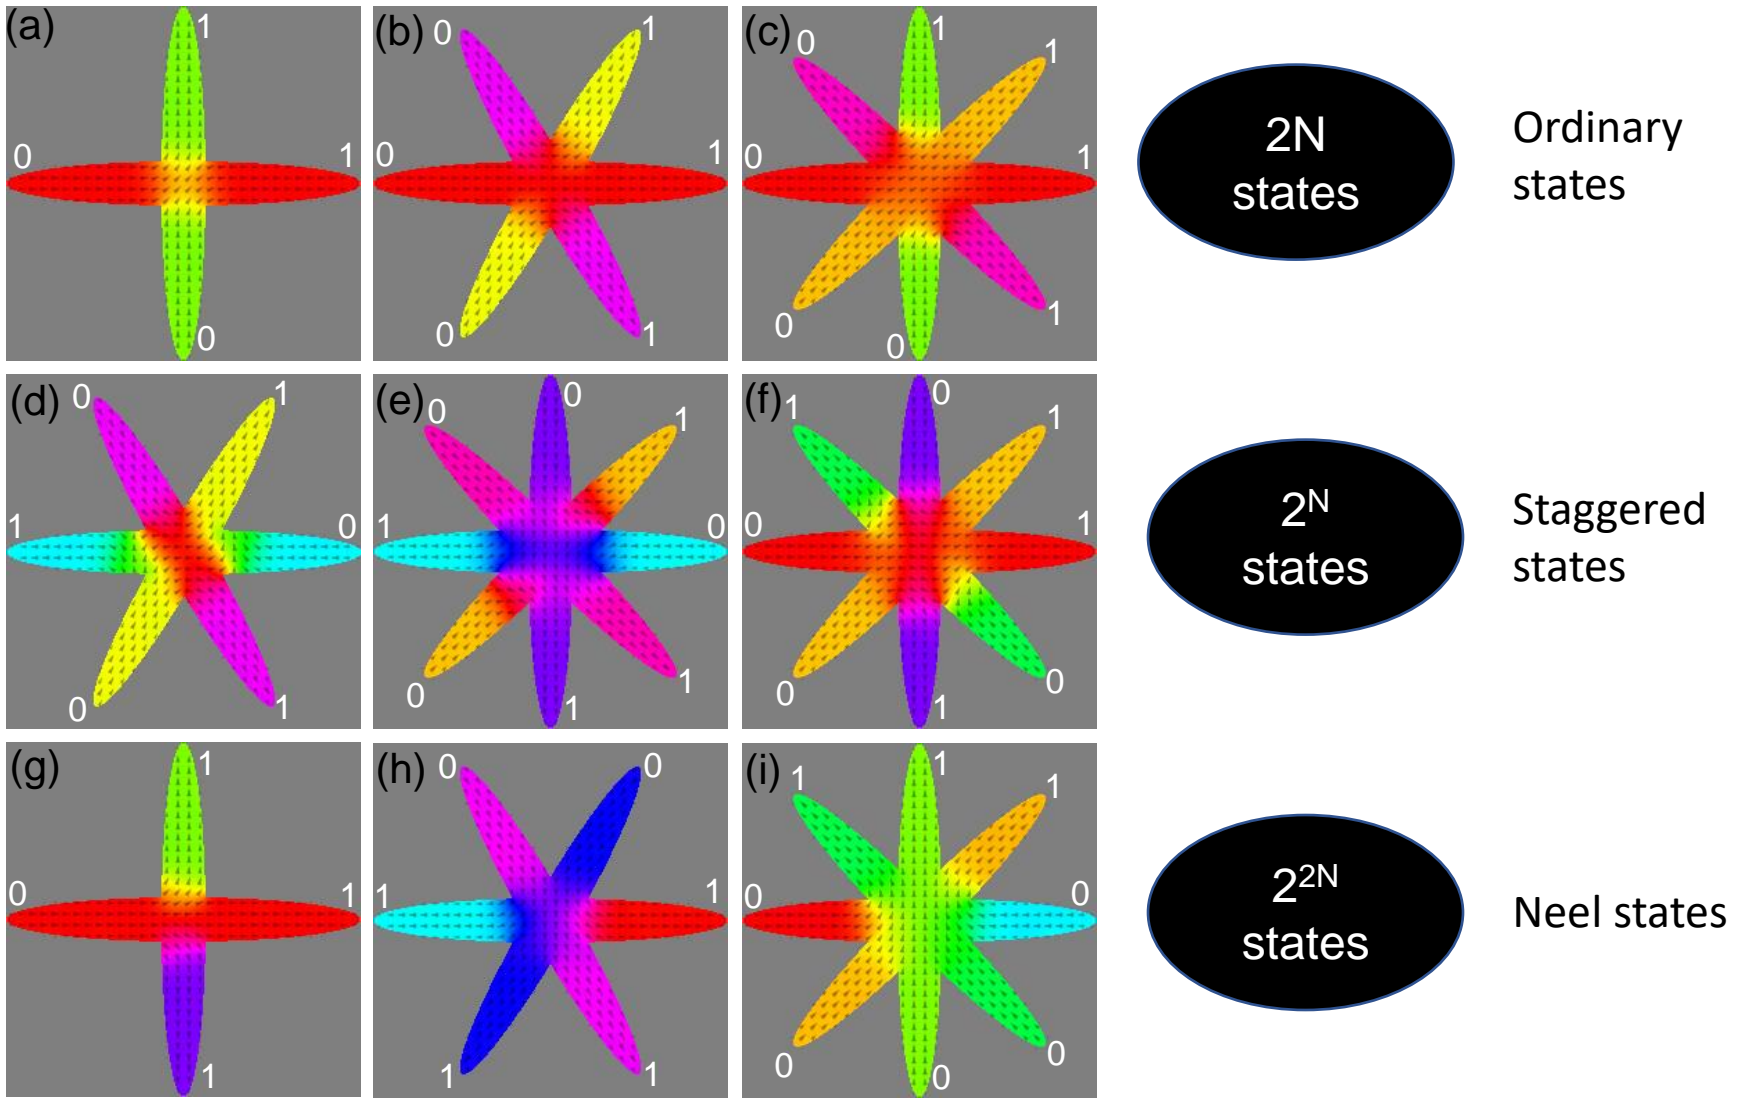 (a) 1
0 1
0
(b) 0 1
0 1
0 1
(c) 0 1 1
0 1
0 0 1
2N
states
Ordinary
states
(d) 0 1
1 0
0 1
(e) 0 0 1
1 0
0 1 1
(f) 1 0 1
0 1
0 1 0
2^N
states
Staggered
states
(g) 1
0 1
1
(h) 0 0
1 1
1 1
(i) 1 1 1
0 0
0 0 0
2^2N
states
Neel states